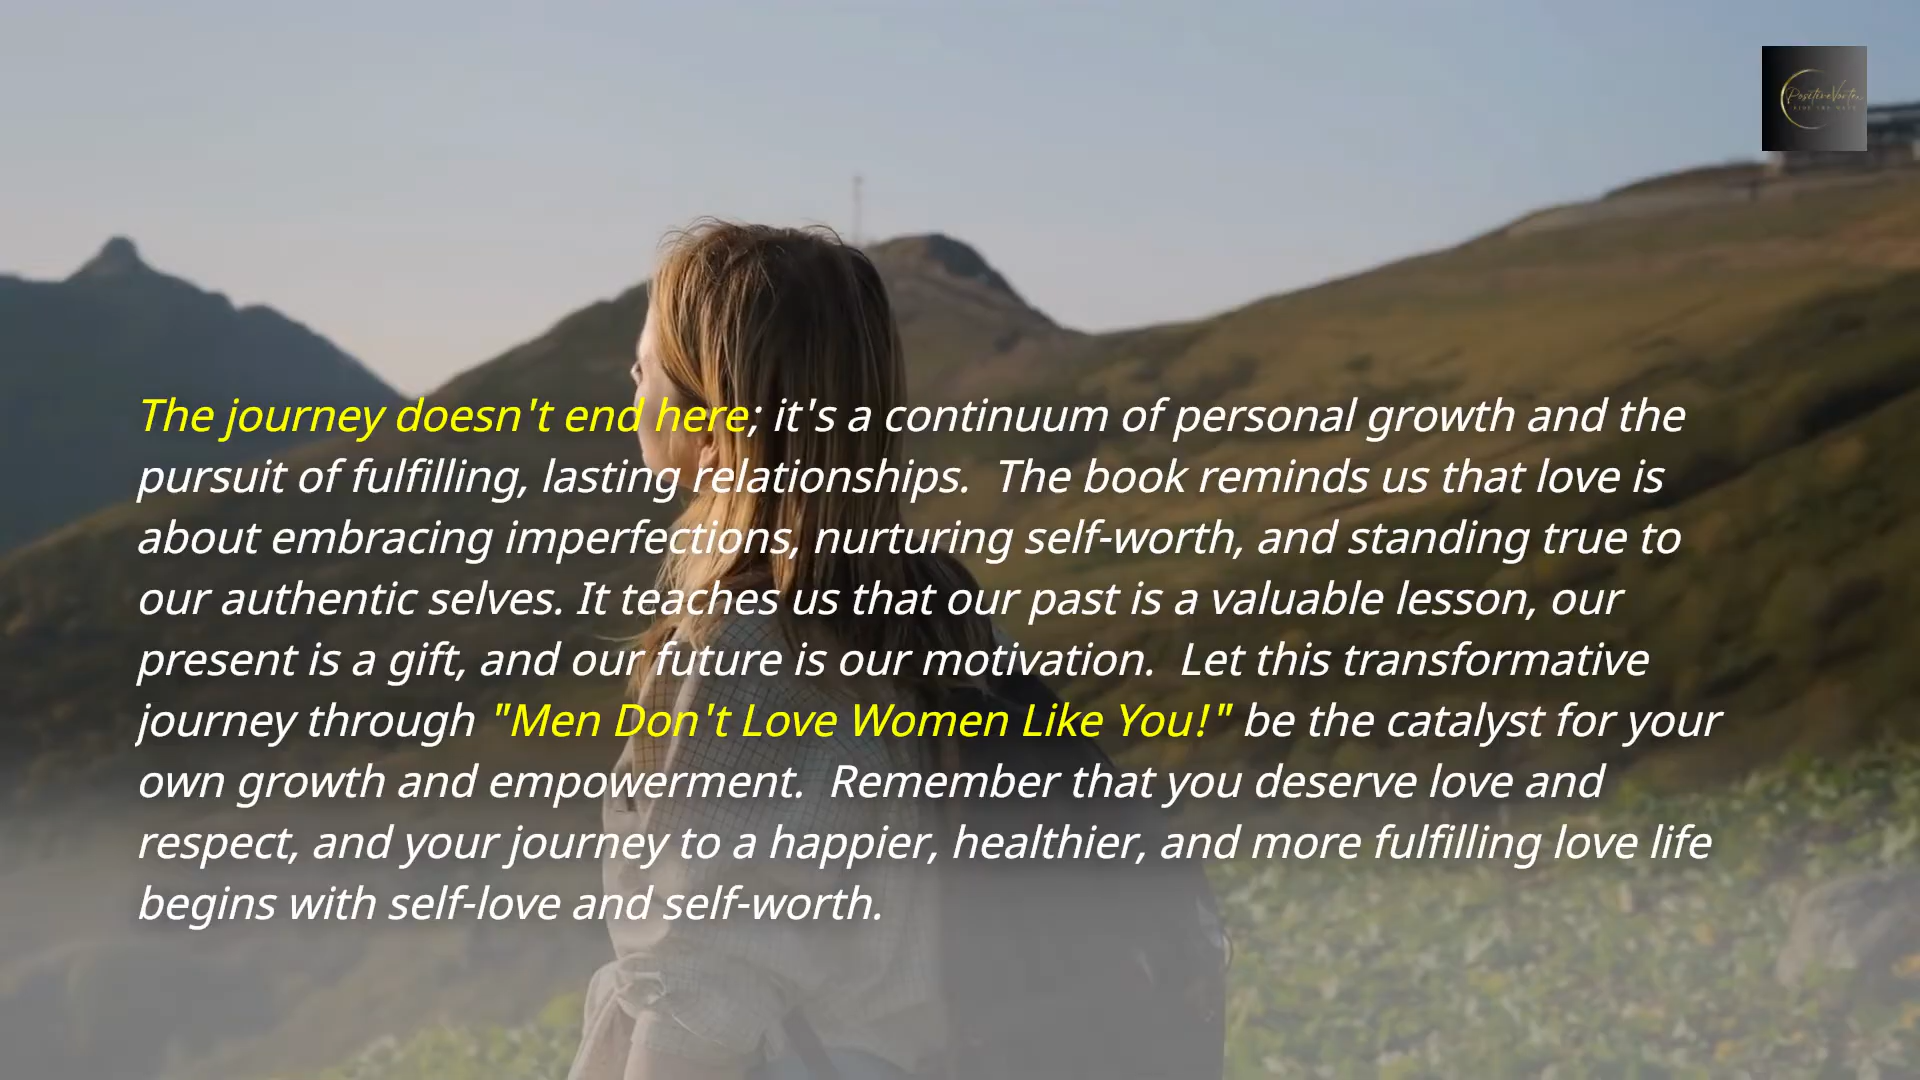 The journey doesn't end here; it's a continuum of personal growth and the
pursuit of fulfilling, lasting relationships.  The book reminds us that love is
about embracing imperfections, nurturing self-worth, and standing true to
our authentic selves. It teaches us that our past is a valuable lesson, our
present is a gift, and our future is our motivation.  Let this transformative
journey through "Men Don't Love Women Like You!" be the catalyst for your
own growth and empowerment.  Remember that you deserve love and
respect, and your journey to a happier, healthier, and more fulfilling love life
begins with self-love and self-worth.